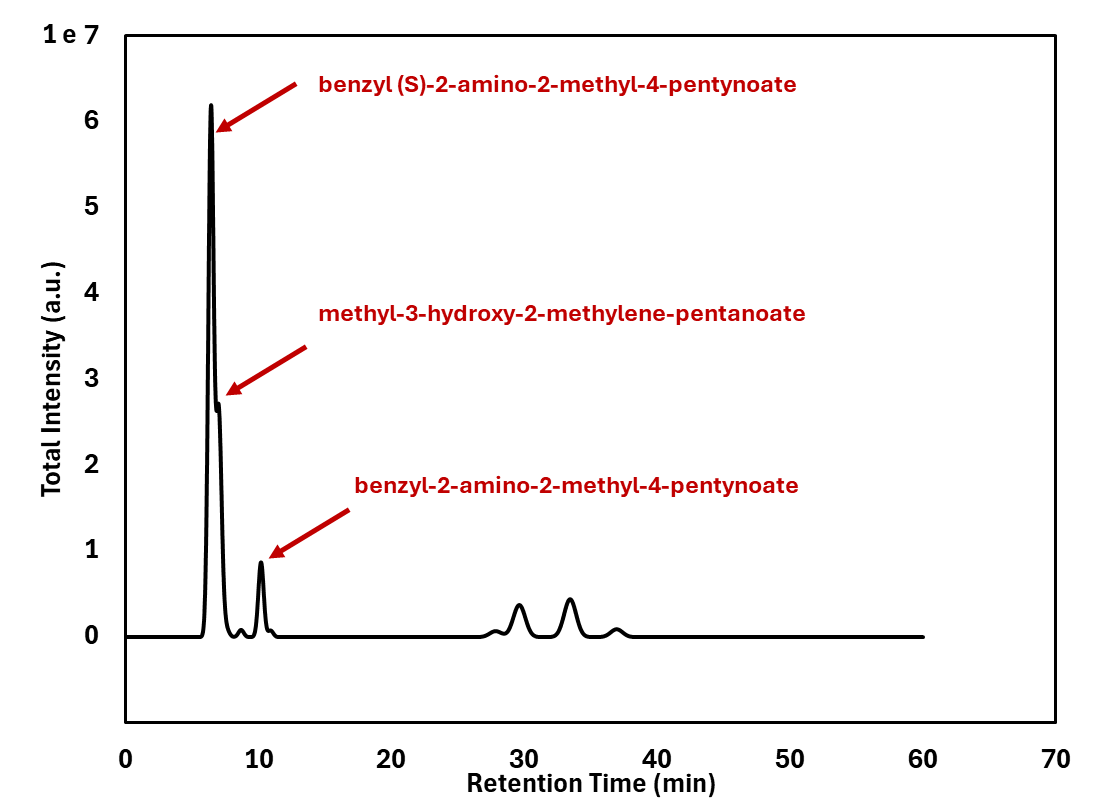 1 e 7
benzyl (S)-2-amino-2-methyl-4-pentynoate
6
5
4
methyl-3-hydroxy-2-methylene-pentanoate
3
2
benzyl-2-amino-2-methyl-4-pentynoate
1
0
Total Intensity (a.u.)
0 10 20 30 40 50 60 70
Retention Time (min)